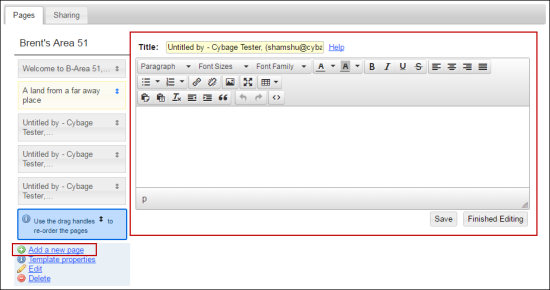 Pages Sharing
Brent's Area 51
Welcome to B-Area 51,...
A land from a far away
place
Untitled by - Cybage
Tester,...
Untitled by - Cybage
Tester,...
Untitled by - Cybage
Tester,...
Use the drag handles to
re-order the pages
Add a new page
Template properties
Edit
Delete
Title: Untitled by - Cybage Tester, (shamshu@cyba Help
Paragraph Font Sizes Font Family A A B I U S
p
Save Finished Editing